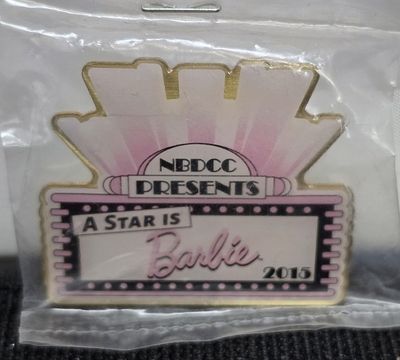 NBDCC
PRESENTS
A STAR IS
Barbie
2015